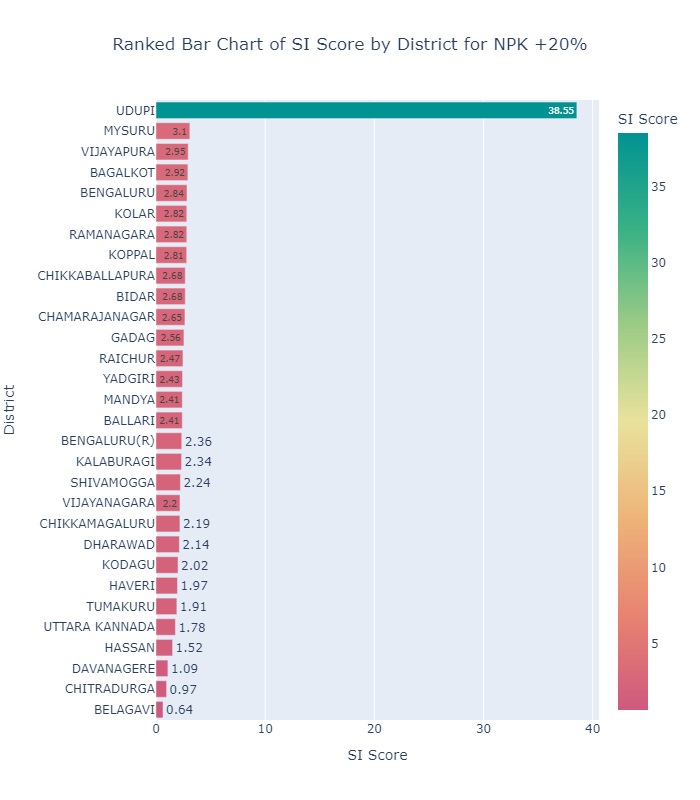 Ranked Bar Chart of SI Score by District for NPK +20%
SI Score
UDUPI 38.55
MYSURU 3.1
VIJAYAPURA 2.95
BAGALKOT 2.92
BENGALURU 2.84
KOLAR 2.82
RAMANAGARA 2.82
KOPPAL 2.81
CHIKKABALLAPURA 2.68
BIDAR 2.68
CHAMARAJANAGAR 2.65
GADAG 2.56
RAICHUR 2.47
YADGIRI 2.43
MANDYA 2.41
BALLARI 2.41
BENGALURU(R) 2.36
KALABURAGI 2.34
SHIVAMOGGA 2.24
VIJAYANAGARA 2.2
CHIKKAMAGALURU 2.19
DHARAWAD 2.14
KODAGU 2.02
HAVERI 1.97
TUMAKURU 1.91
UTTARA KANNADA 1.78
HASSAN 1.52
DAVANAGERE 1.09
CHITRADURGA 0.97
BELAGAVI 0.64
District
0 10 20 30 40
SI Score
35
30
25
20
15
10
5